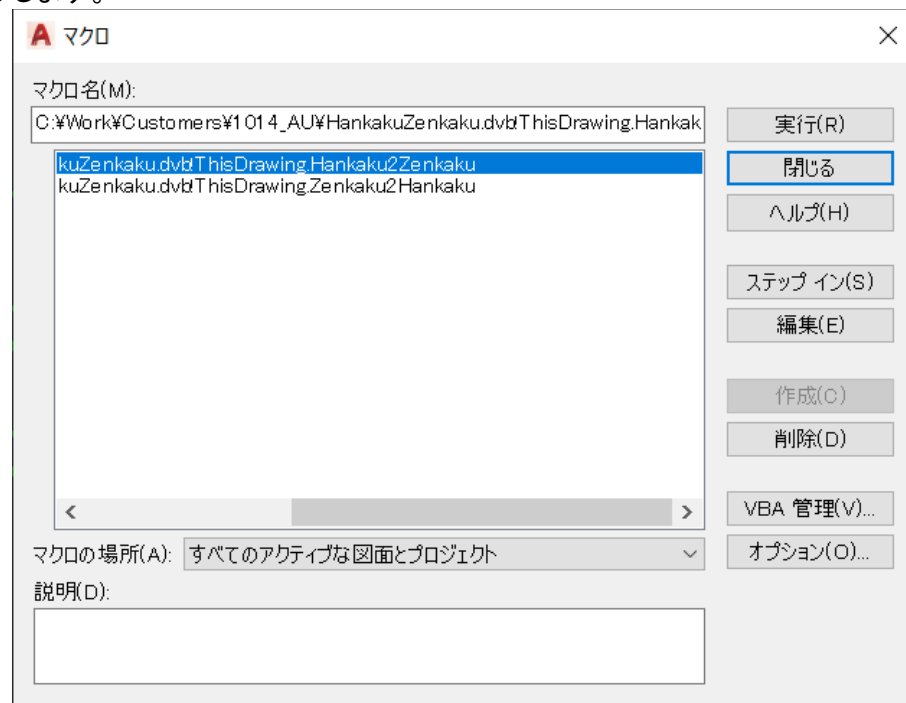 します。
マクロ
マクロ名(M):
C:¥Work¥Customers¥1014_AU¥HankakuZenkaku.dvb!ThisDrawing.Hankak
実行(R)
kuZenkaku.dvb!ThisDrawing.Hankaku2Zenkaku
閉じる
kuZenkaku.dvb!ThisDrawing.Zenkaku2Hankaku
ヘルプ(H)
ステップ イン(S)
編集(E)
作成(C)
削除(D)
VBA 管理(V)...
マクロの場所(A): すべてのアクティブな図面とプロジェクト
オプション(O)...
説明(D):